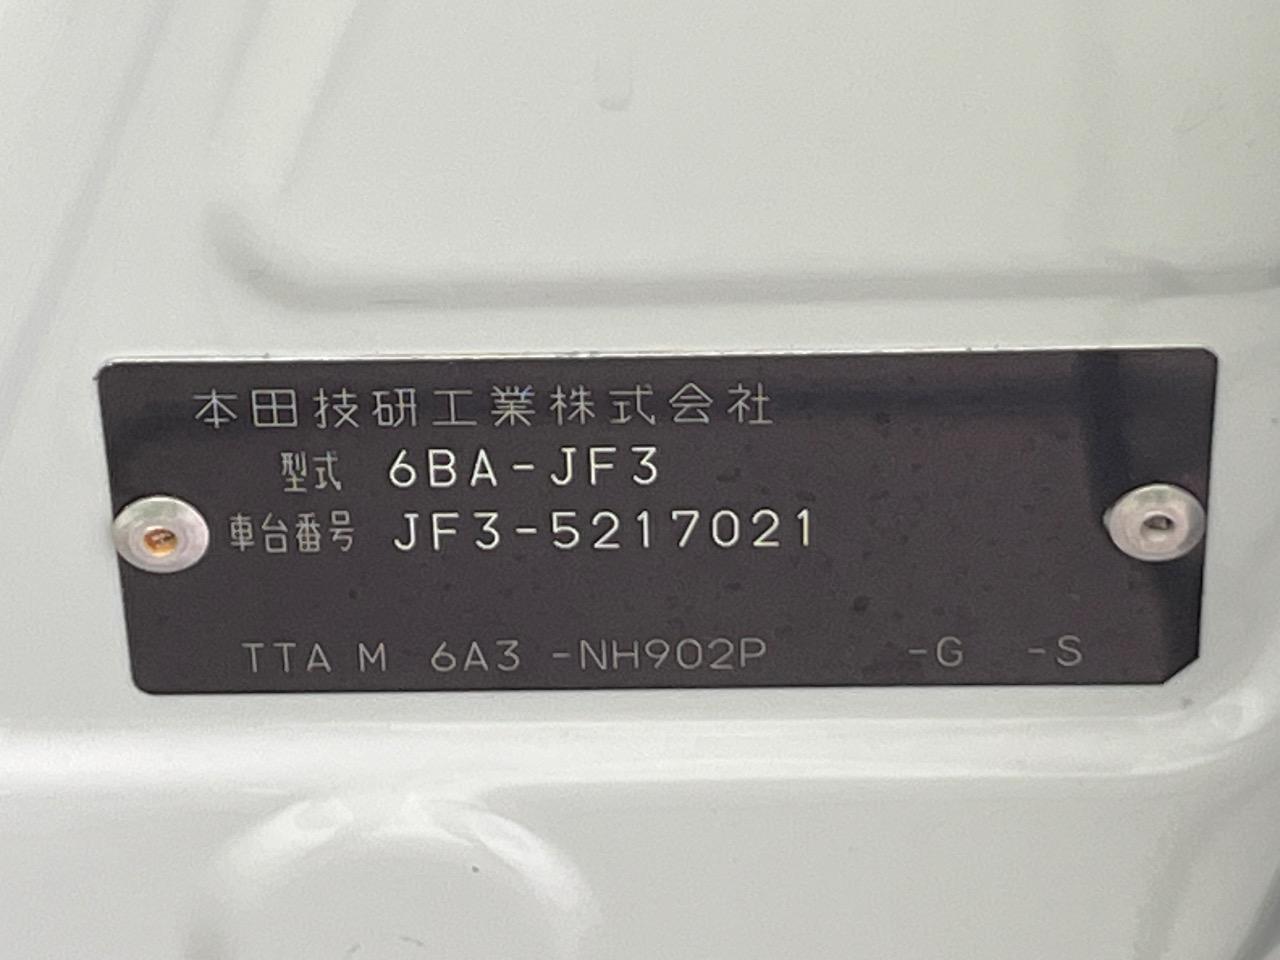 本田技研工業株式会社
型式 6BA-JF3
車台番号 JF3-5217021
TTA M 6A3 -NH902P -G -S